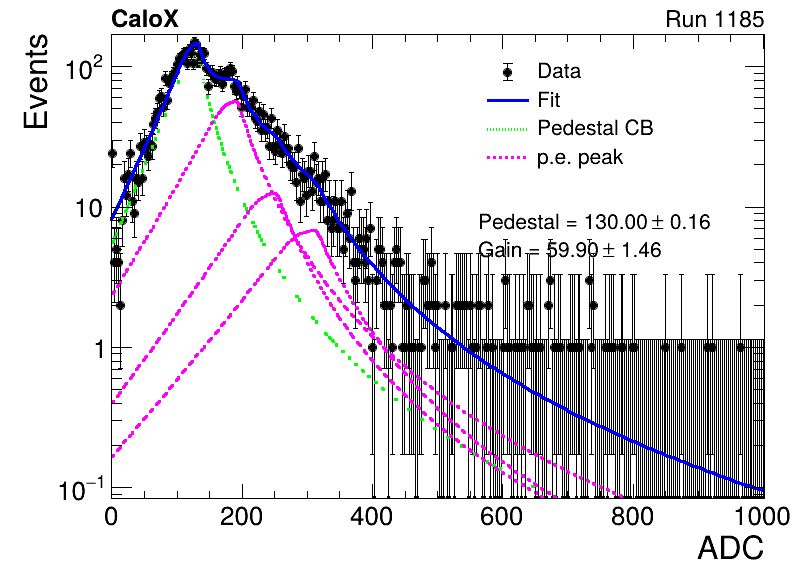 CaloX Run 1185
Events
Data
Fit
Pedestal CB
p.e. peak
Pedestal = 130.00 ± 0.16
Gain = 59.90 ± 1.46
10²
10
1
10⁻¹
0 200 400 600 800 1000
ADC